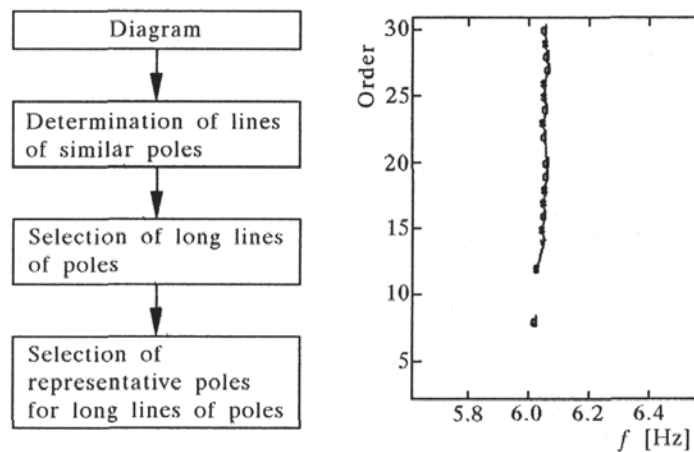 Diagram
Determination of lines
of similar poles
Selection of long lines
of poles
Selection of
representative poles
for long lines of poles
Order
30
25
20
15
10
5
5.8 6.0 6.2 6.4
f [Hz]